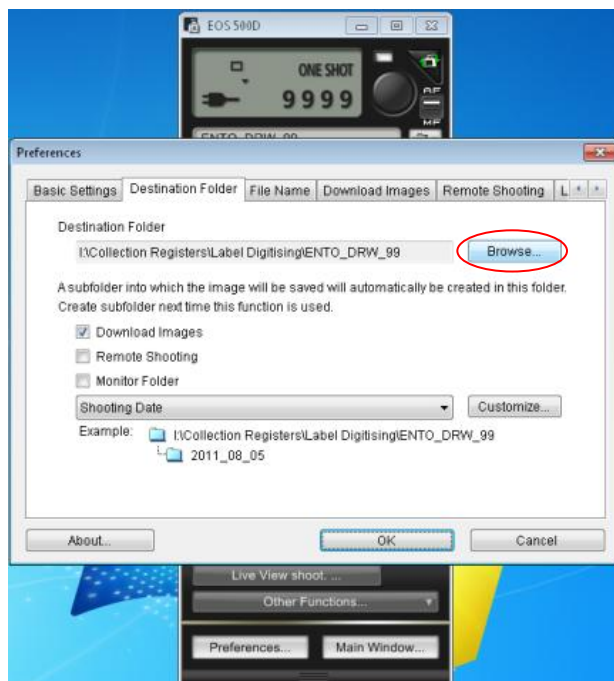 EOS 500D
ONE SHOT
9999
AF
MF
ENTO_DRW_99
Preferences
Basic Settings Destination Folder File Name Download Images Remote Shooting L
Destination Folder
I:\Collection Registers\Label Digitising\ENTO_DRW_99 Browse...
A subfolder into which the image will be saved will automatically be created in this folder.
Create subfolder next time this function is used.
Download Images
Remote Shooting
Monitor Folder
Shooting Date Customize...
Example: I:\Collection Registers\Label Digitising\ENTO_DRW_99
2011_08_05
About... OK Cancel
Live View shoot. ...
Other Functions...
Preferences... Main Window...